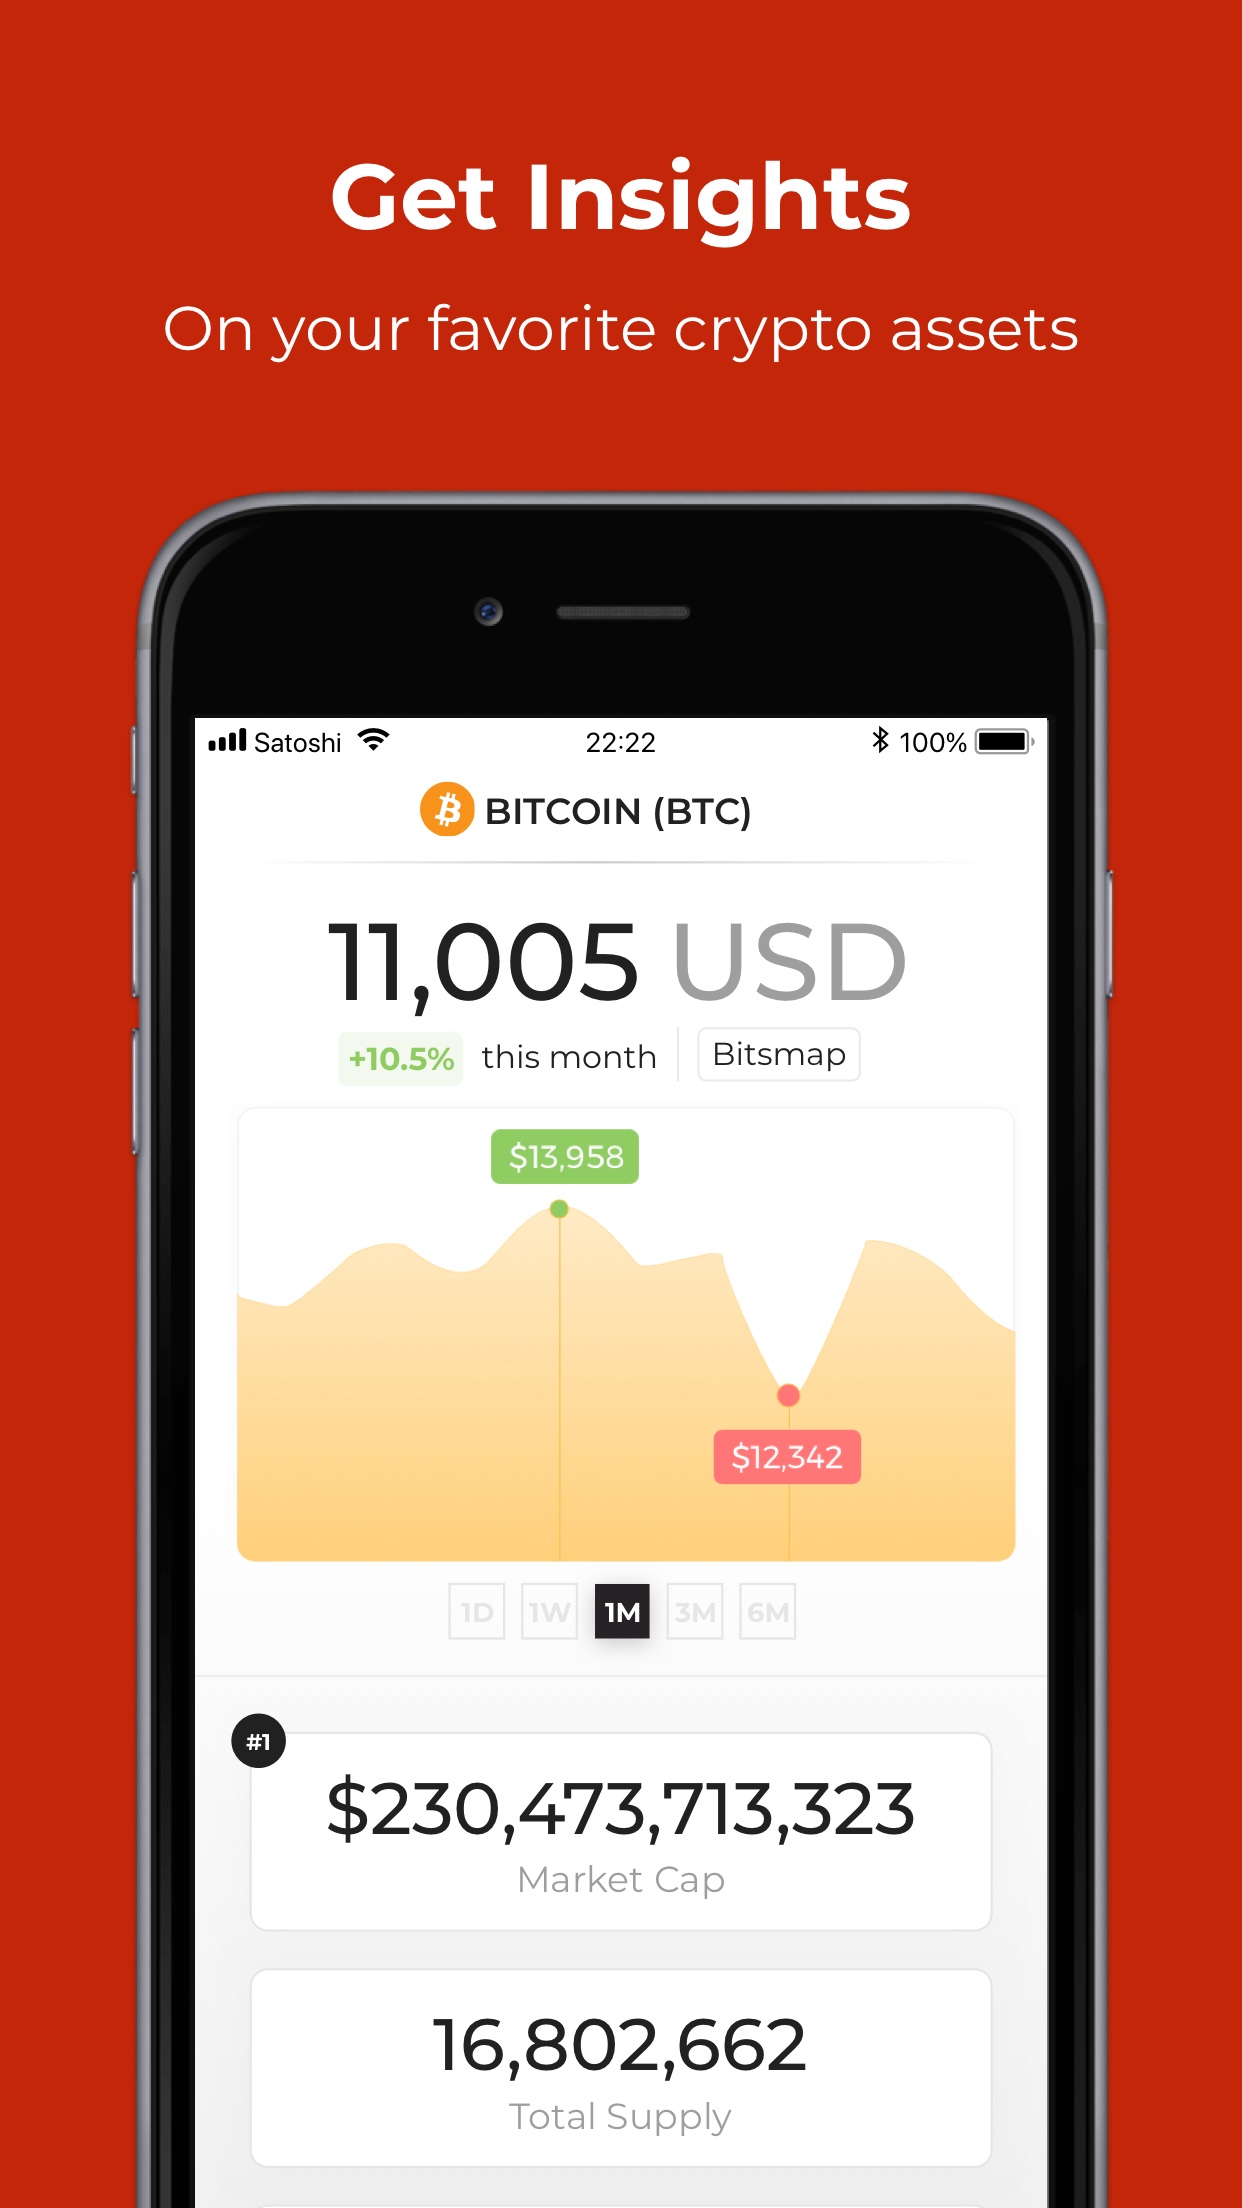 Get Insights
On your favorite crypto assets
Satoshi 22:22 100%
BITCOIN (BTC)
11,005 USD
+10.5% this month Bitsmap
$13,958
$12,342
1D 1W 1M 3M 6M
#1
$230,473,713,323
Market Cap
16,802,662
Total Supply